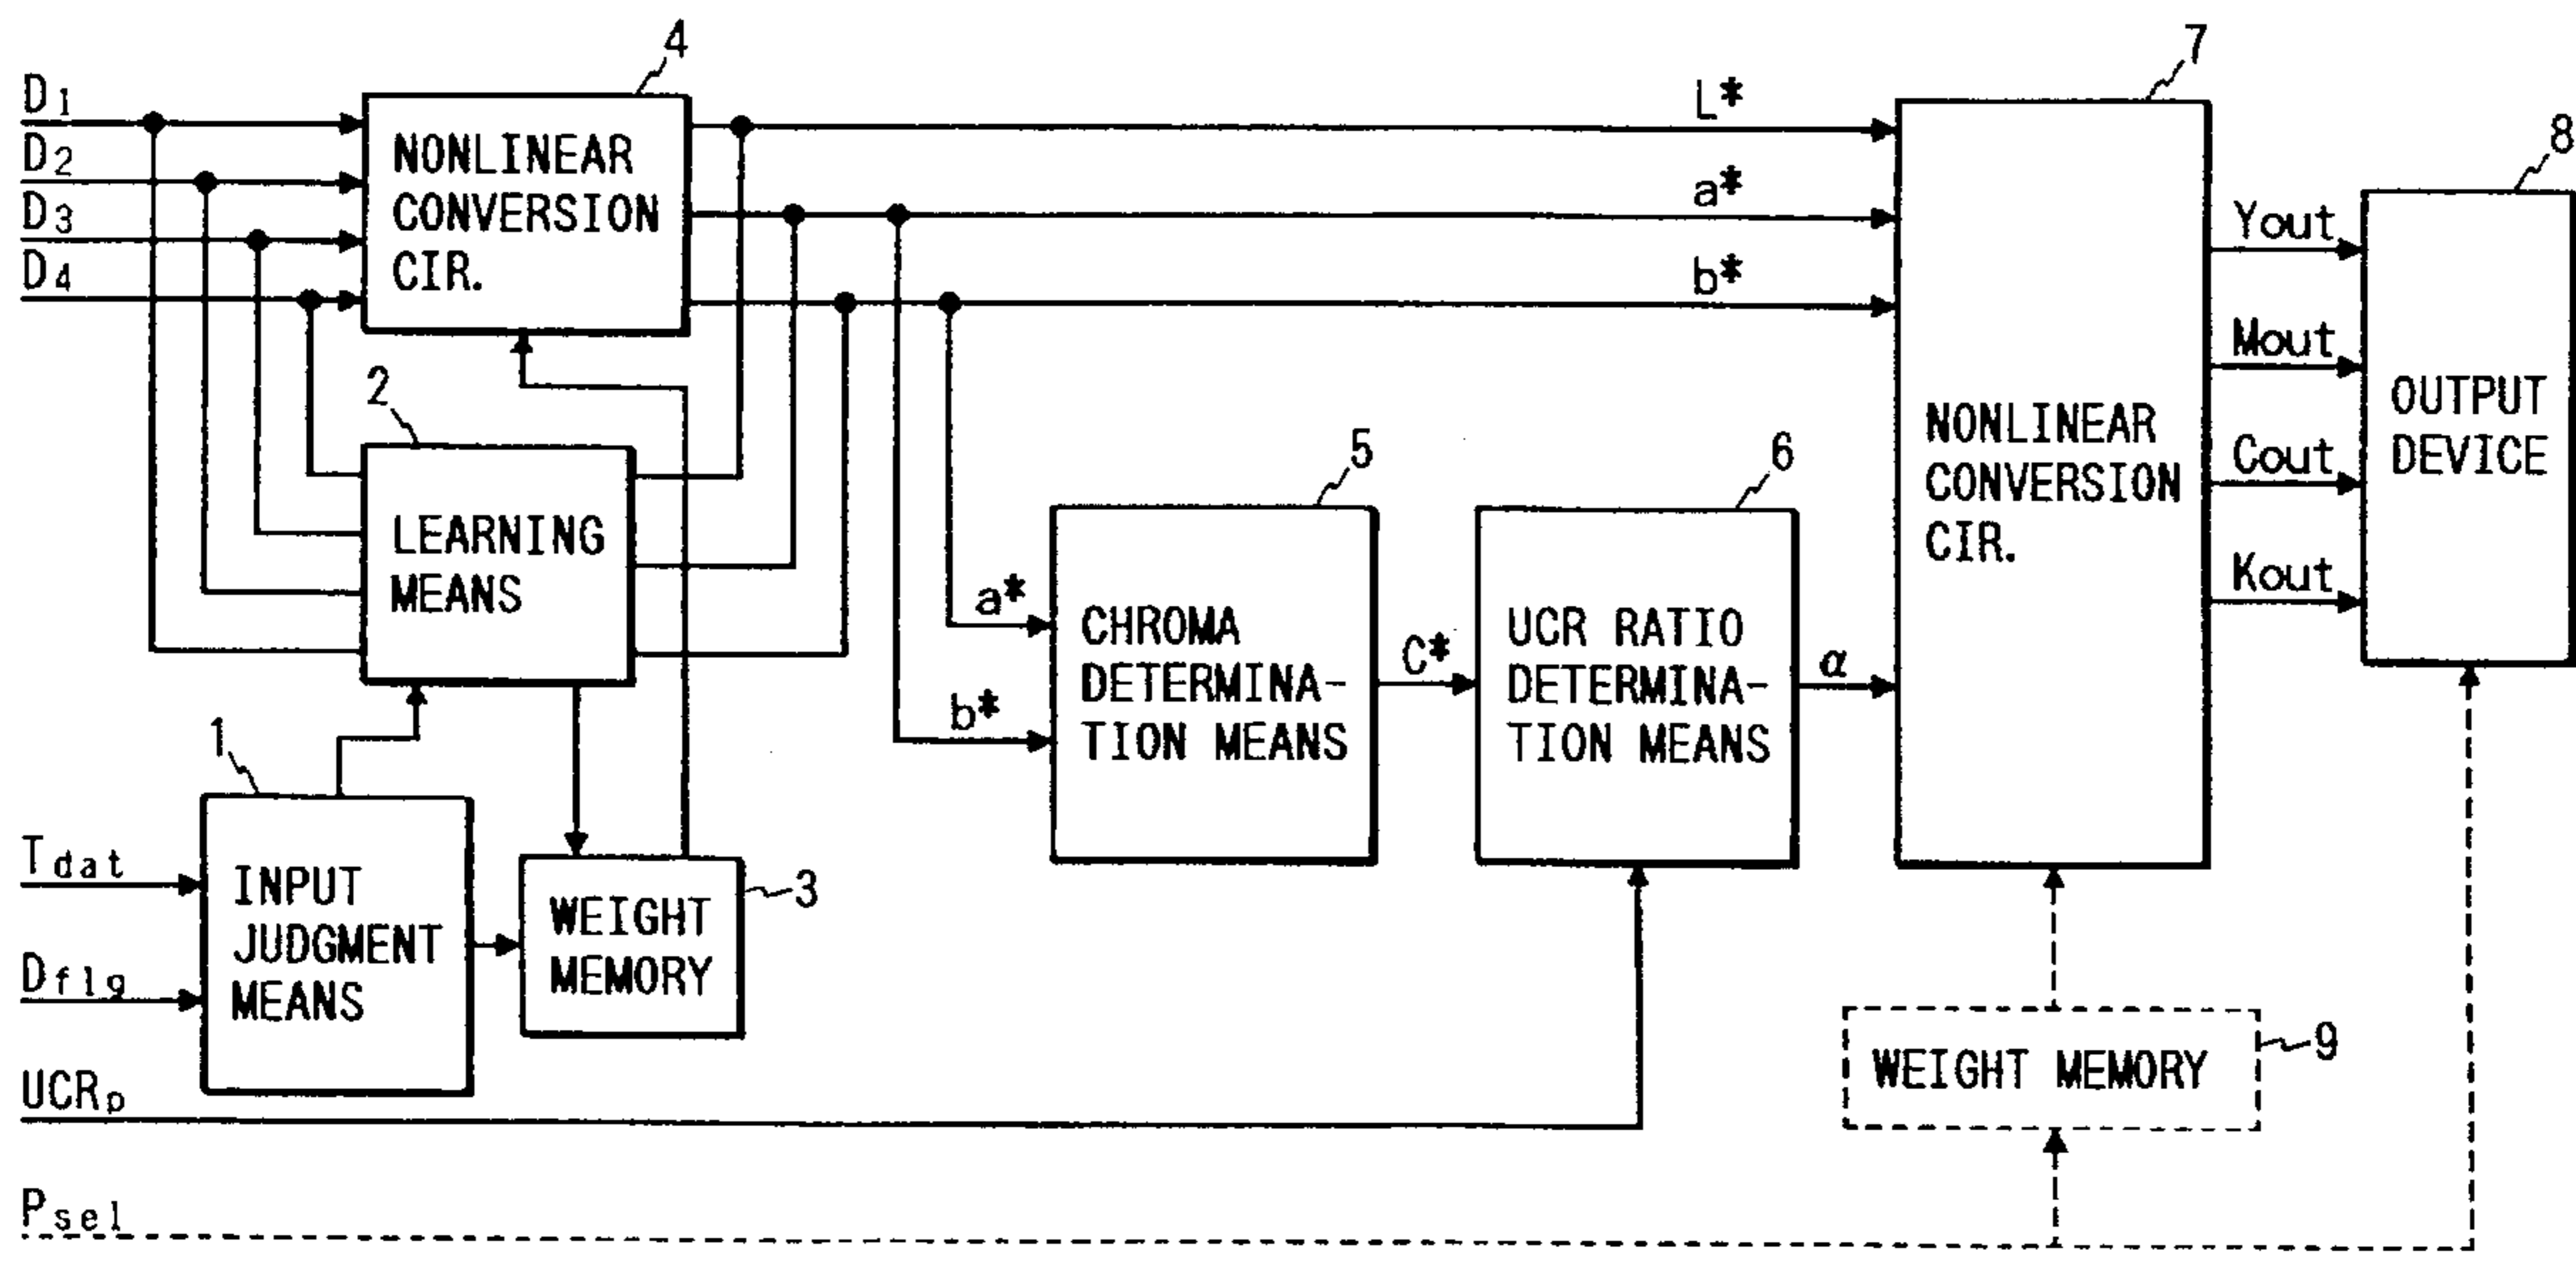 D1
D2
D3
D4
4
NONLINEAR
CONVERSION
CIR.
L*
a*
b*
7
NONLINEAR
CONVERSION
CIR.
Yout
Mout
Cout
Kout
8
OUTPUT
DEVICE
2
LEARNING
MEANS
a*
b*
5
CHROMA
DETERMINA-
TION MEANS
C*
6
UCR RATIO
DETERMINA-
TION MEANS
α
1
Tdat
Dflg
INPUT
JUDGMENT
MEANS
WEIGHT
MEMORY
3
UCRp
WEIGHT MEMORY
9
Psel